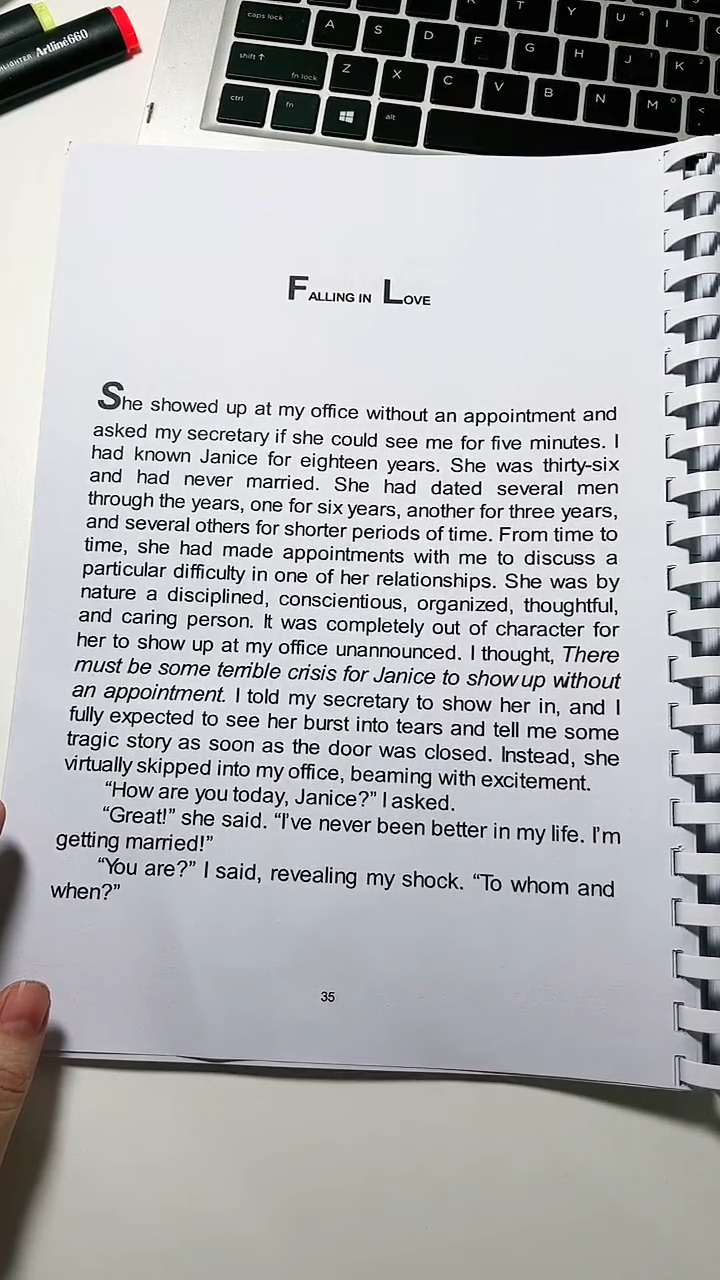 HLIGHTER Artline660
caps lock A S D F G H J K
T Y U 4 I 5
shift ↑ fn lock Z X C V B N M 0 <
1 2
ctrl fn alt
FALLING IN LOVE
She showed up at my office without an appointment and
asked my secretary if she could see me for five minutes. I
had known Janice for eighteen years. She was thirty-six
and had never married. She had dated several men
through the years, one for six years, another for three years,
and several others for shorter periods of time. From time to
time, she had made appointments with me to discuss a
particular difficulty in one of her relationships. She was by
nature a disciplined, conscientious, organized, thoughtful,
and caring person. It was completely out of character for
her to show up at my office unannounced. I thought, There
must be some terrible crisis for Janice to show up without
an appointment. I told my secretary to show her in, and I
fully expected to see her burst into tears and tell me some
tragic story as soon as the door was closed. Instead, she
virtually skipped into my office, beaming with excitement.
“How are you today, Janice?” I asked.
“Great!” she said. “I’ve never been better in my life. I’m
getting married!”
“You are?” I said, revealing my shock. “To whom and
when?”
35